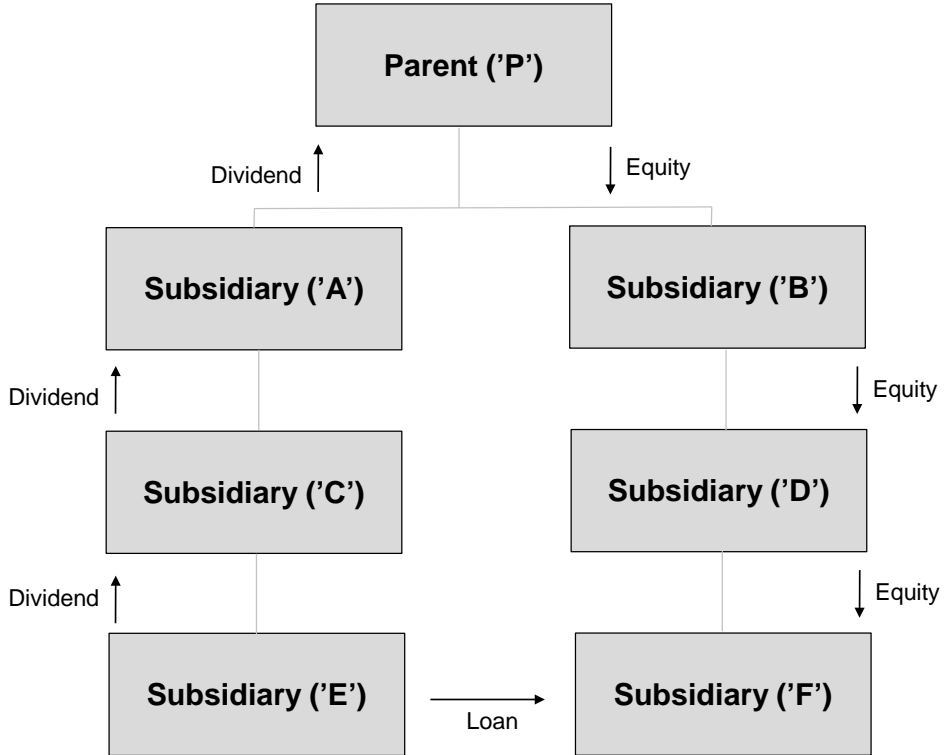 Parent (’P’)
Dividend
Equity
Subsidiary (’A’)
Subsidiary (’B’)
Dividend
Equity
Subsidiary (’C’)
Subsidiary (’D’)
Dividend
Equity
Subsidiary (’E’)
Subsidiary (’F’)
Loan